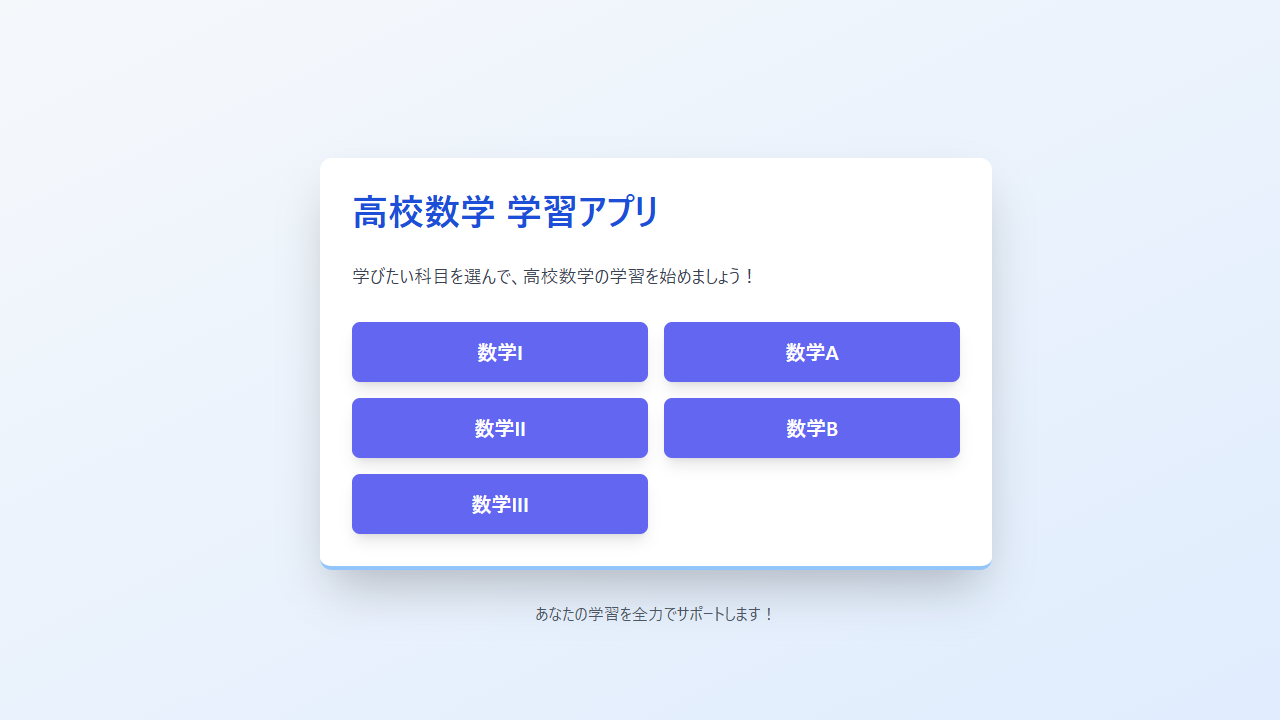 高校数学 学習アプリ
学びたい科目を選んで、高校数学の学習を始めましょう！
数学I
数学A
数学II
数学B
数学III
あなたの学習を全力でサポートします！